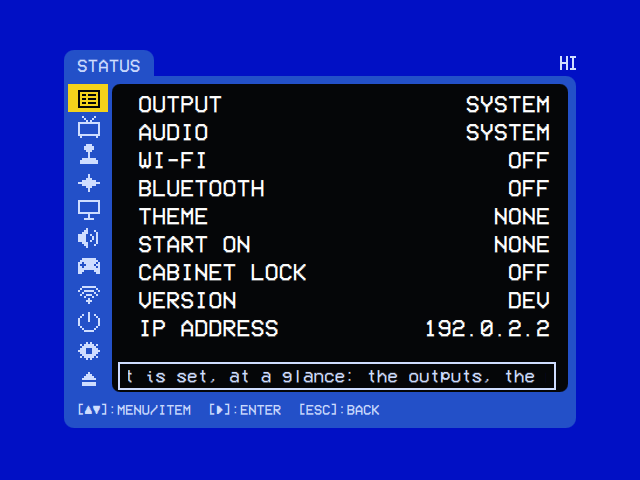 STATUS
HI
OUTPUT SYSTEM
AUDIO SYSTEM
WI-FI OFF
BLUETOOTH OFF
THEME NONE
START ON NONE
CABINET LOCK OFF
VERSION DEV
IP ADDRESS 192.0.2.2
t is set, at a glance: the outputs, the
[▲▼]:MENU/ITEM [▶]:ENTER [ESC]:BACK